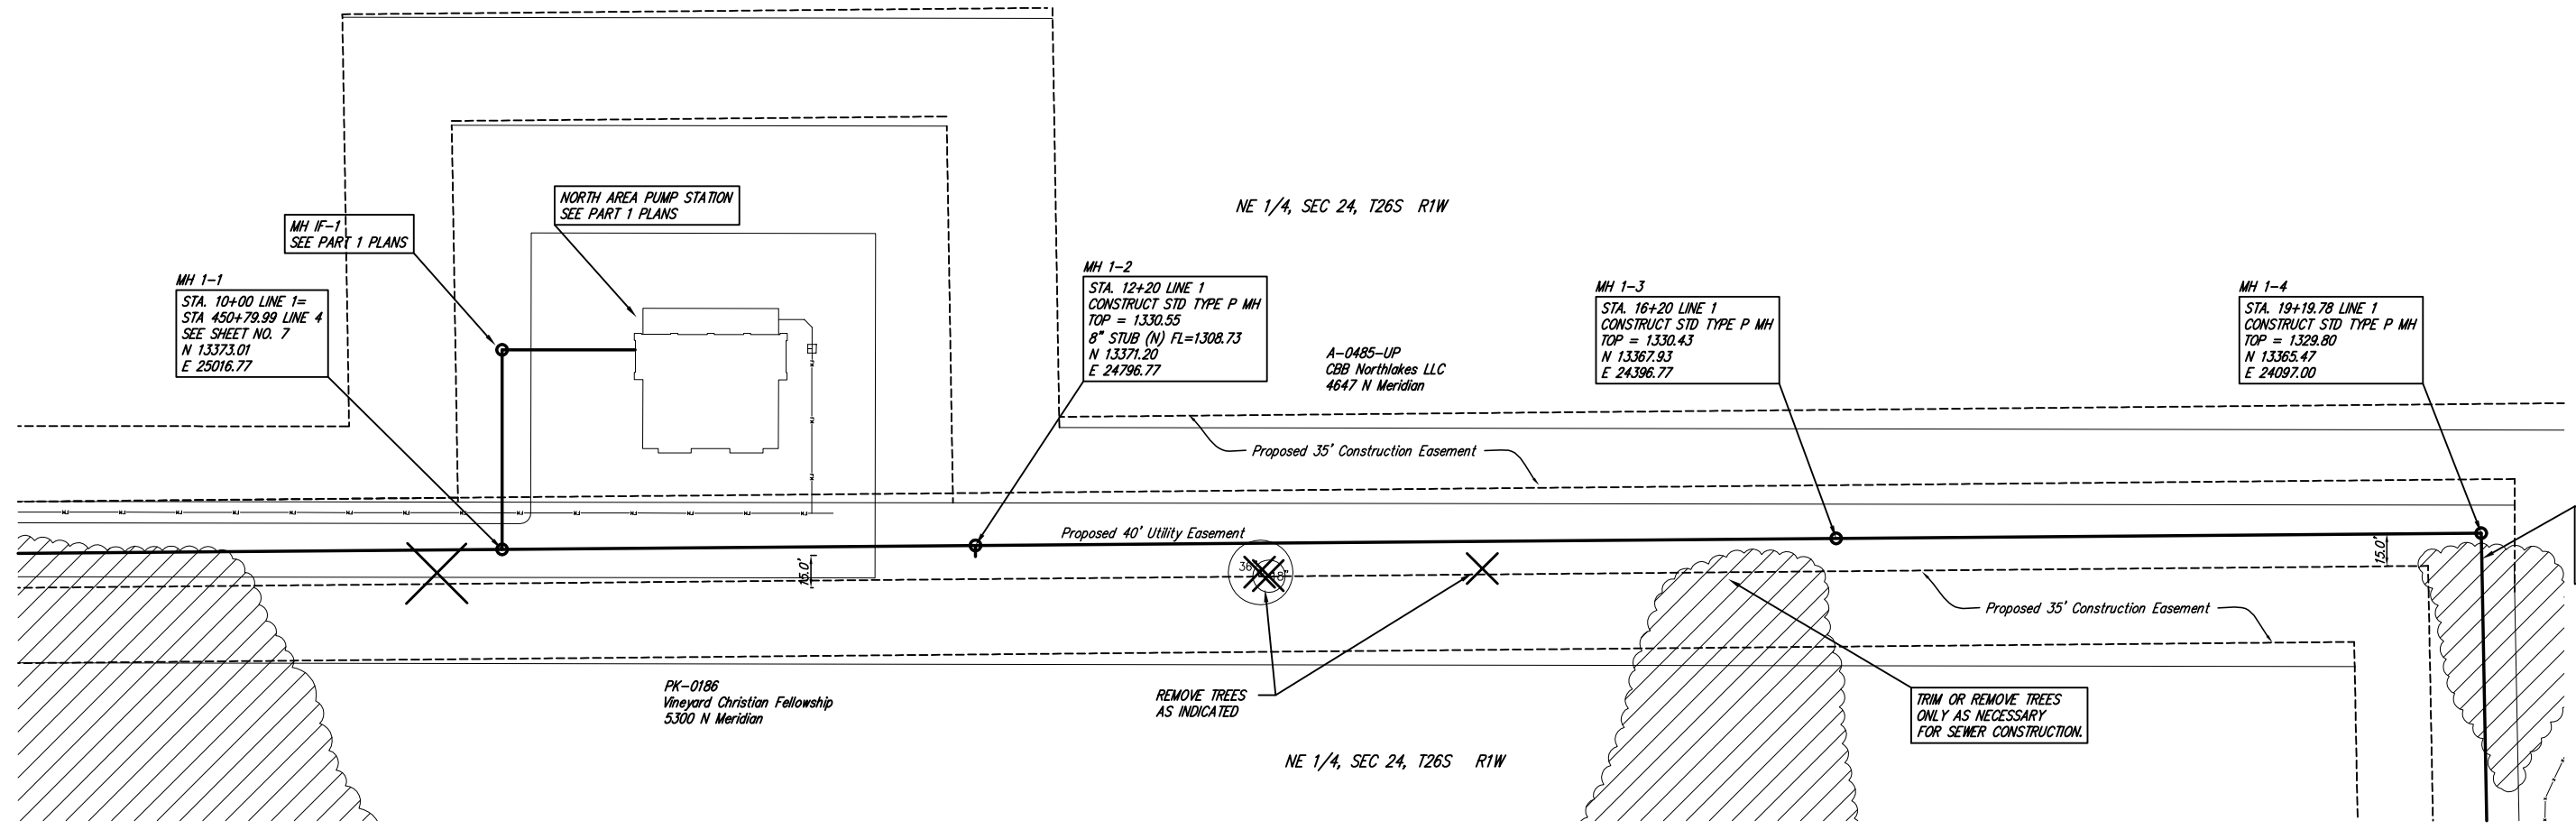 NORTH AREA PUMP STATION
SEE PART 1 PLANS
NE 1/4, SEC 24, T26S R1W
MH IF-1
SEE PART 1 PLANS
MH 1-1
STA. 10+00 LINE 1=
STA 450+79.99 LINE 4
SEE SHEET NO. 7
N 13373.01
E 25016.77
MH 1-2
STA. 12+20 LINE 1
CONSTRUCT STD TYPE P MH
TOP = 1330.55
8" STUB (N) FL=1308.73
N 13371.20
E 24796.77
A-0485-UP
CBB Northlakes LLC
4647 N Meridian
MH 1-3
STA. 16+20 LINE 1
CONSTRUCT STD TYPE P MH
TOP = 1330.43
N 13367.93
E 24396.77
MH 1-4
STA. 19+19.78 LINE 1
CONSTRUCT STD TYPE P MH
TOP = 1329.80
N 13365.47
E 24097.00
Proposed 35' Construction Easement
Proposed 40' Utility Easement
15.0'
15.0'
Proposed 35' Construction Easement
PK-0186
Vineyard Christian Fellowship
5300 N Meridian
REMOVE TREES
AS INDICATED
TRIM OR REMOVE TREES
ONLY AS NECESSARY
FOR SEWER CONSTRUCTION.
NE 1/4, SEC 24, T26S R1W